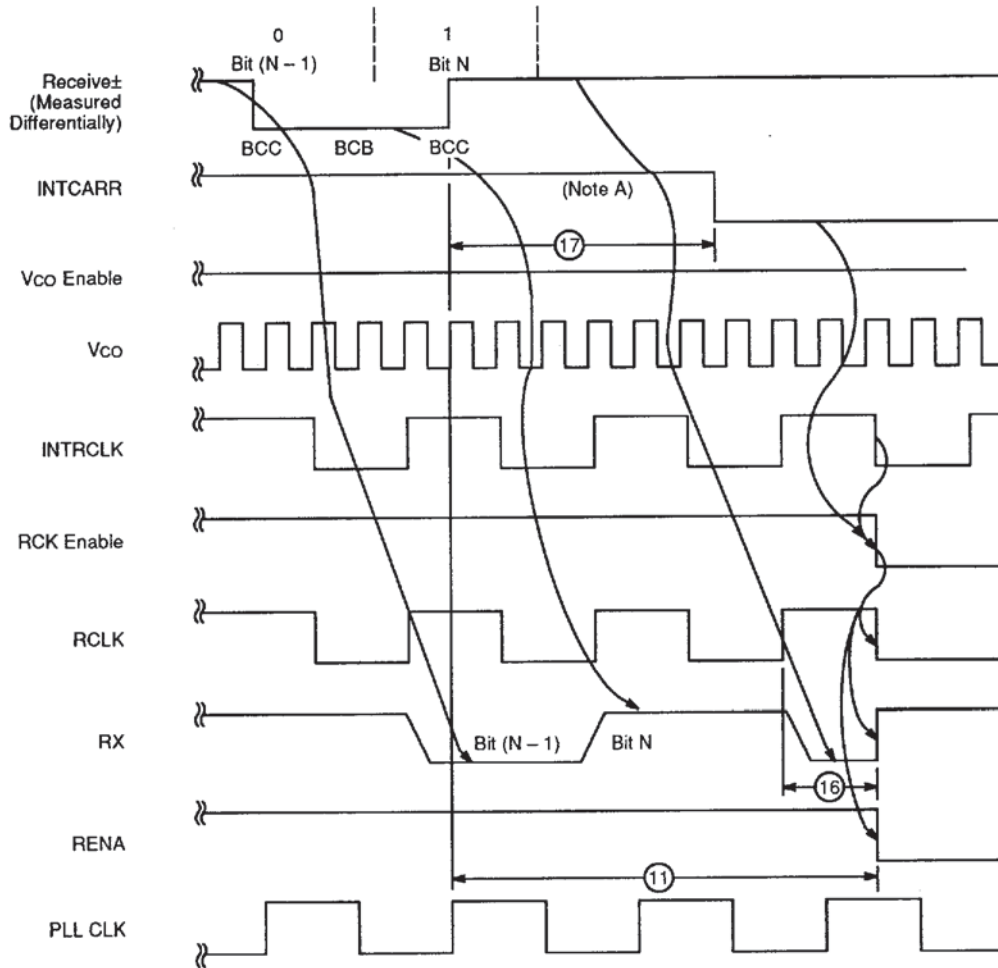 0 1
Bit (N – 1) Bit N
Receive±
(Measured
Differentially)
BCC BCB BCC
INTCARR
(Note A)
17
VCO Enable
VCO
INTRCLK
RCK Enable
RCLK
RX
Bit (N – 1) Bit N
16
RENA
11
PLL CLK